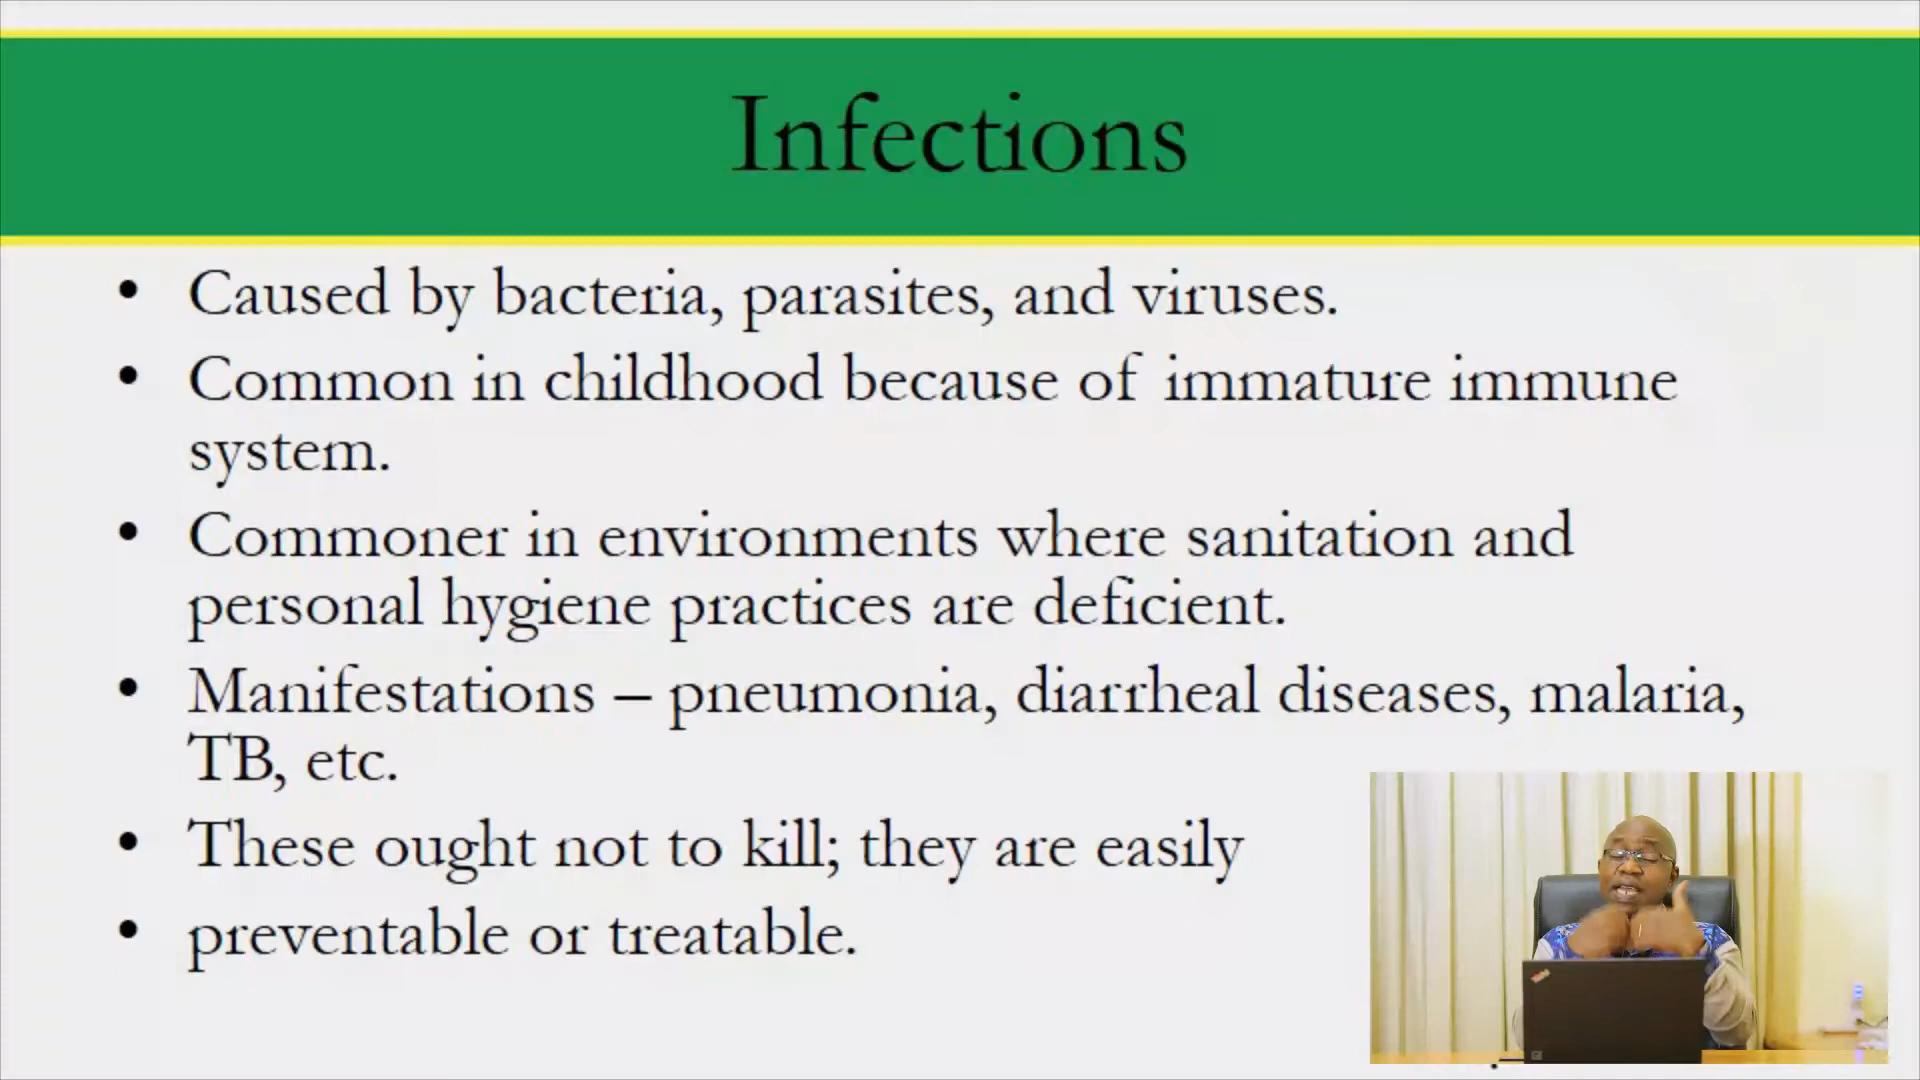 Infections
• Caused by bacteria, parasites, and viruses.
• Common in childhood because of immature immune
system.
• Commoner in environments where sanitation and
personal hygiene practices are deficient.
• Manifestations – pneumonia, diarrheal diseases, malaria,
TB, etc.
• These ought not to kill; they are easily
• preventable or treatable.